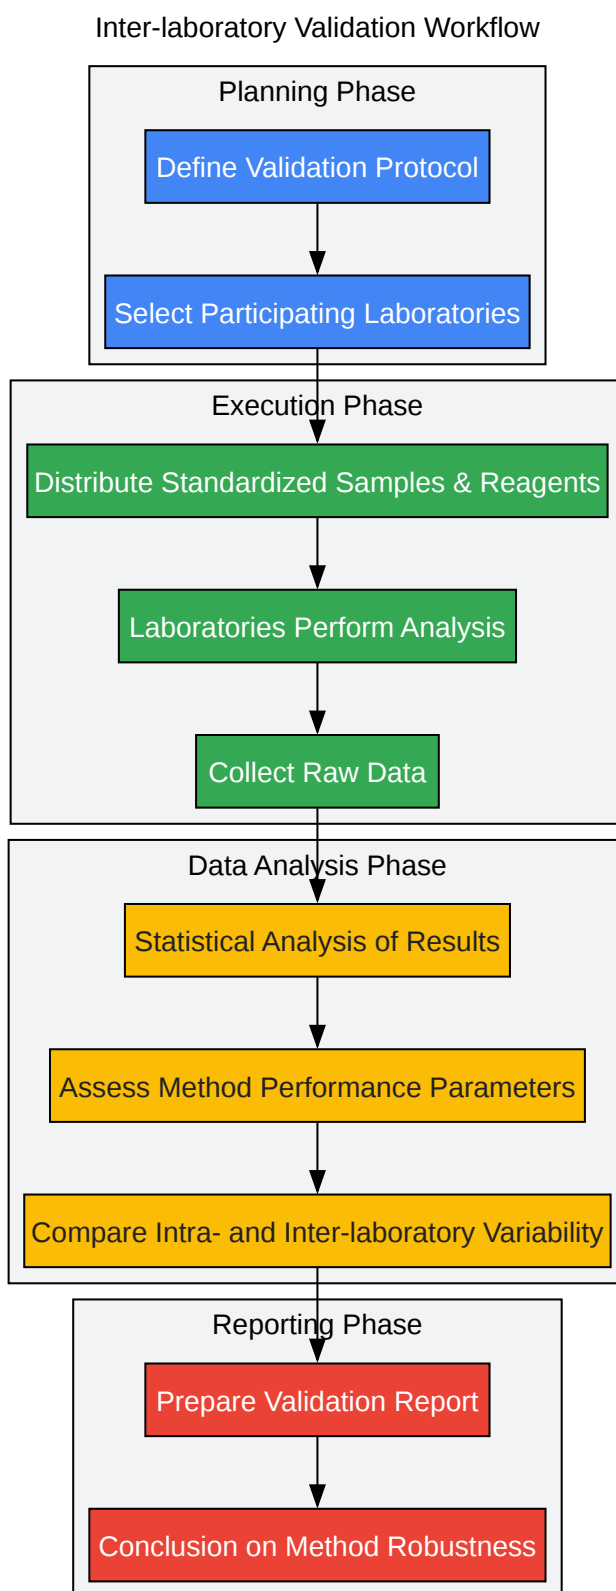 Inter-laboratory Validation Workflow
Planning Phase
Define Validation Protocol
Select Participating Laboratories
Execution Phase
Distribute Standardized Samples & Reagents
Laboratories Perform Analysis
Collect Raw Data
Data Analysis Phase
Statistical Analysis of Results
Assess Method Performance Parameters
Compare Intra- and Inter-laboratory Variability
Reporting Phase
Prepare Validation Report
Conclusion on Method Robustness